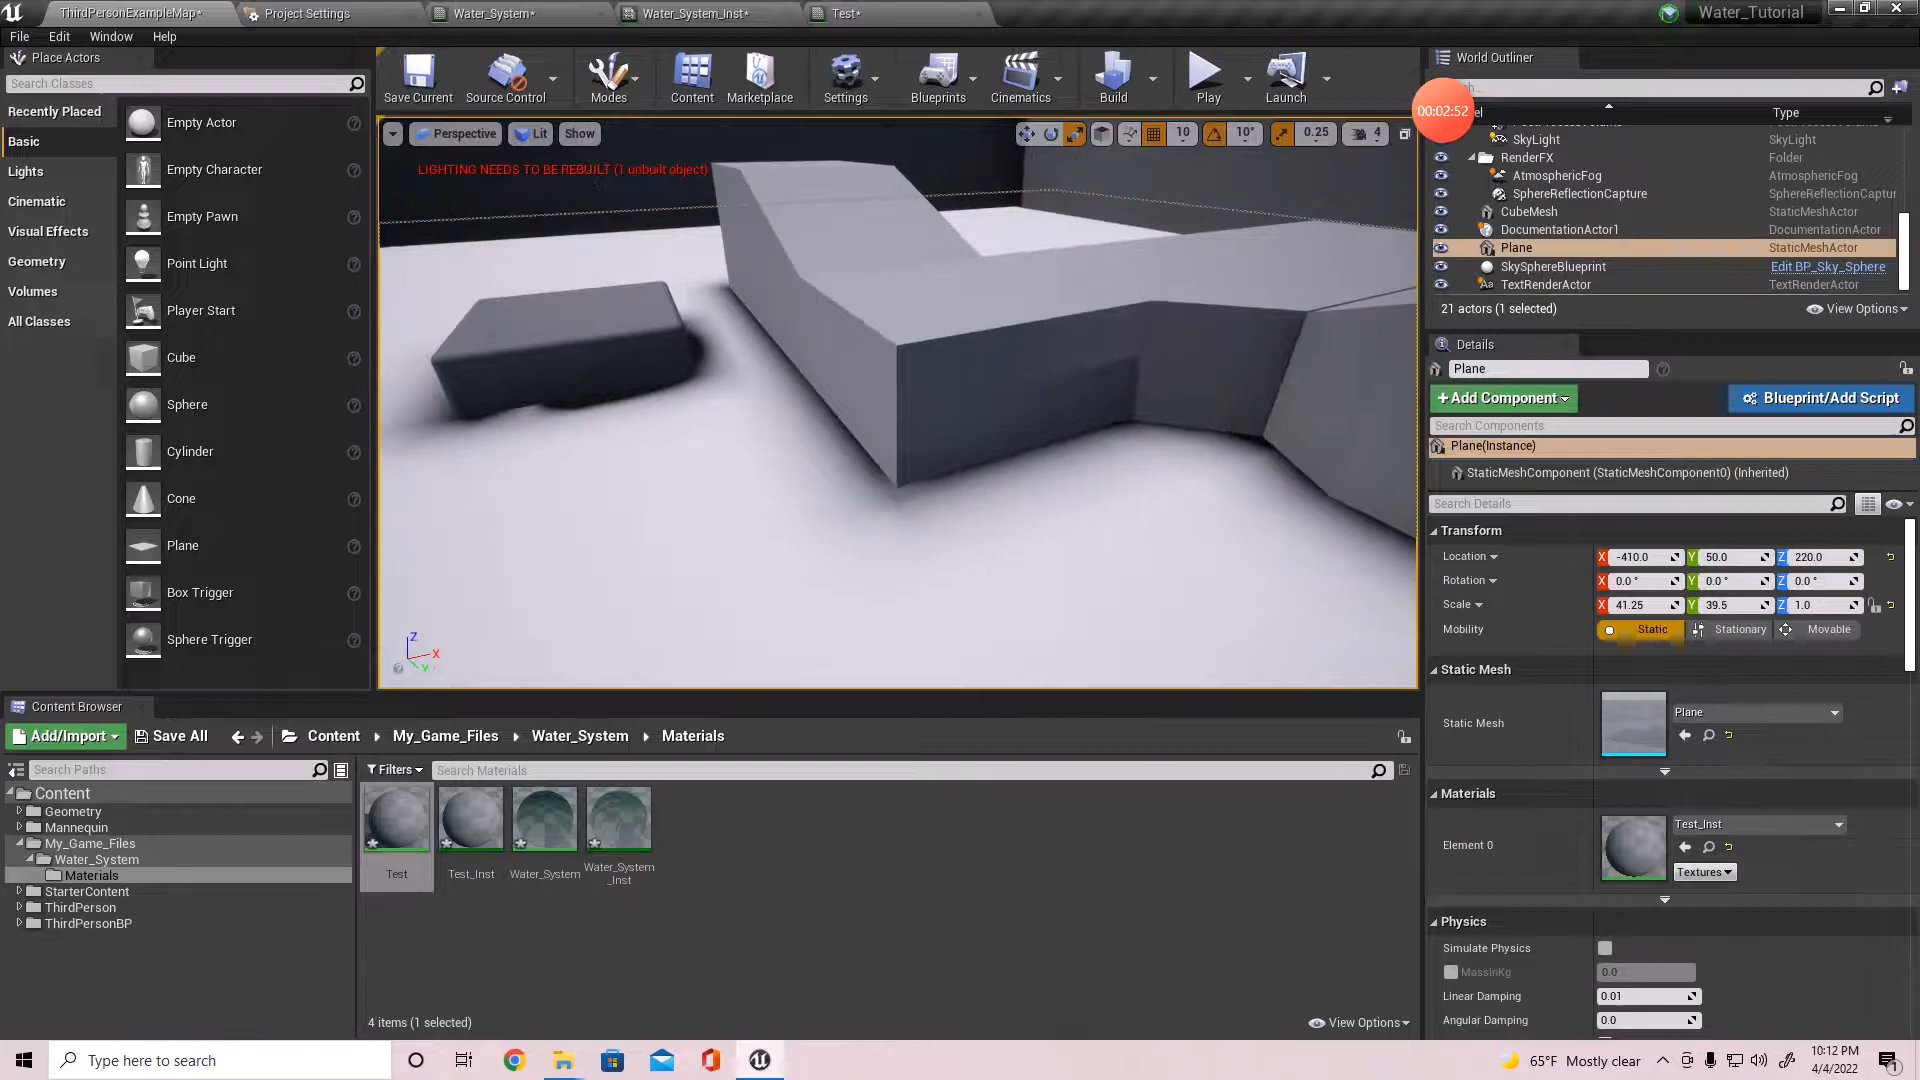 ThirdPersonExampleMap*
Project Settings
Water_System*
Water_System_Inst*
Test*
Water_Tutorial
File
Edit
Window
Help
Place Actors
Search Classes
Recently Placed
Basic
Lights
Cinematic
Visual Effects
Geometry
Volumes
All Classes
Empty Actor
Empty Character
Empty Pawn
Point Light
Player Start
Cube
Sphere
Cylinder
Cone
Plane
Box Trigger
Sphere Trigger
Save Current
Source Control
Modes
Content
Marketplace
Settings
Blueprints
Cinematics
Build
Play
Launch
Perspective
Lit
Show
10
10°
0.25
4
LIGHTING NEEDS TO BE REBUILT (1 unbuilt object)
Z
X
Y
00:02:52
World Outliner
Type
SkyLight
SkyLight
RenderFX
Folder
AtmosphericFog
AtmosphericFog
SphereReflectionCapture
SphereReflectionCaptur
CubeMesh
StaticMeshActor
DocumentationActor1
DocumentationActor
Plane
StaticMeshActor
SkySphereBlueprint
Edit BP_Sky_Sphere
TextRenderActor
TextRenderActor
21 actors (1 selected)
View Options
Details
Plane
+Add Component
Blueprint/Add Script
Search Components
Plane(Instance)
StaticMeshComponent (StaticMeshComponent0) (Inherited)
Search Details
Transform
Location
X -410.0 Y 50.0 Z 220.0
Rotation
X 0.0 ° Y 0.0 ° Z 0.0 °
Scale
X 41.25 Y 39.5 Z 1.0
Mobility
Static
Stationary
Movable
Static Mesh
Static Mesh
Plane
Materials
Element 0
Test_Inst
Textures
Physics
Simulate Physics
MassInKg
0.0
Linear Damping
0.01
Angular Damping
0.0
Content Browser
Add/Import
Save All
Content
My_Game_Files
Water_System
Materials
Search Paths
Filters
Search Materials
Content
Geometry
Mannequin
My_Game_Files
Water_System
Materials
StarterContent
ThirdPerson
ThirdPersonBP
Test
Test_Inst
Water_System
Water_System
_Inst
4 items (1 selected)
View Options
Type here to search
65°F Mostly clear
10:12 PM
4/4/2022
1